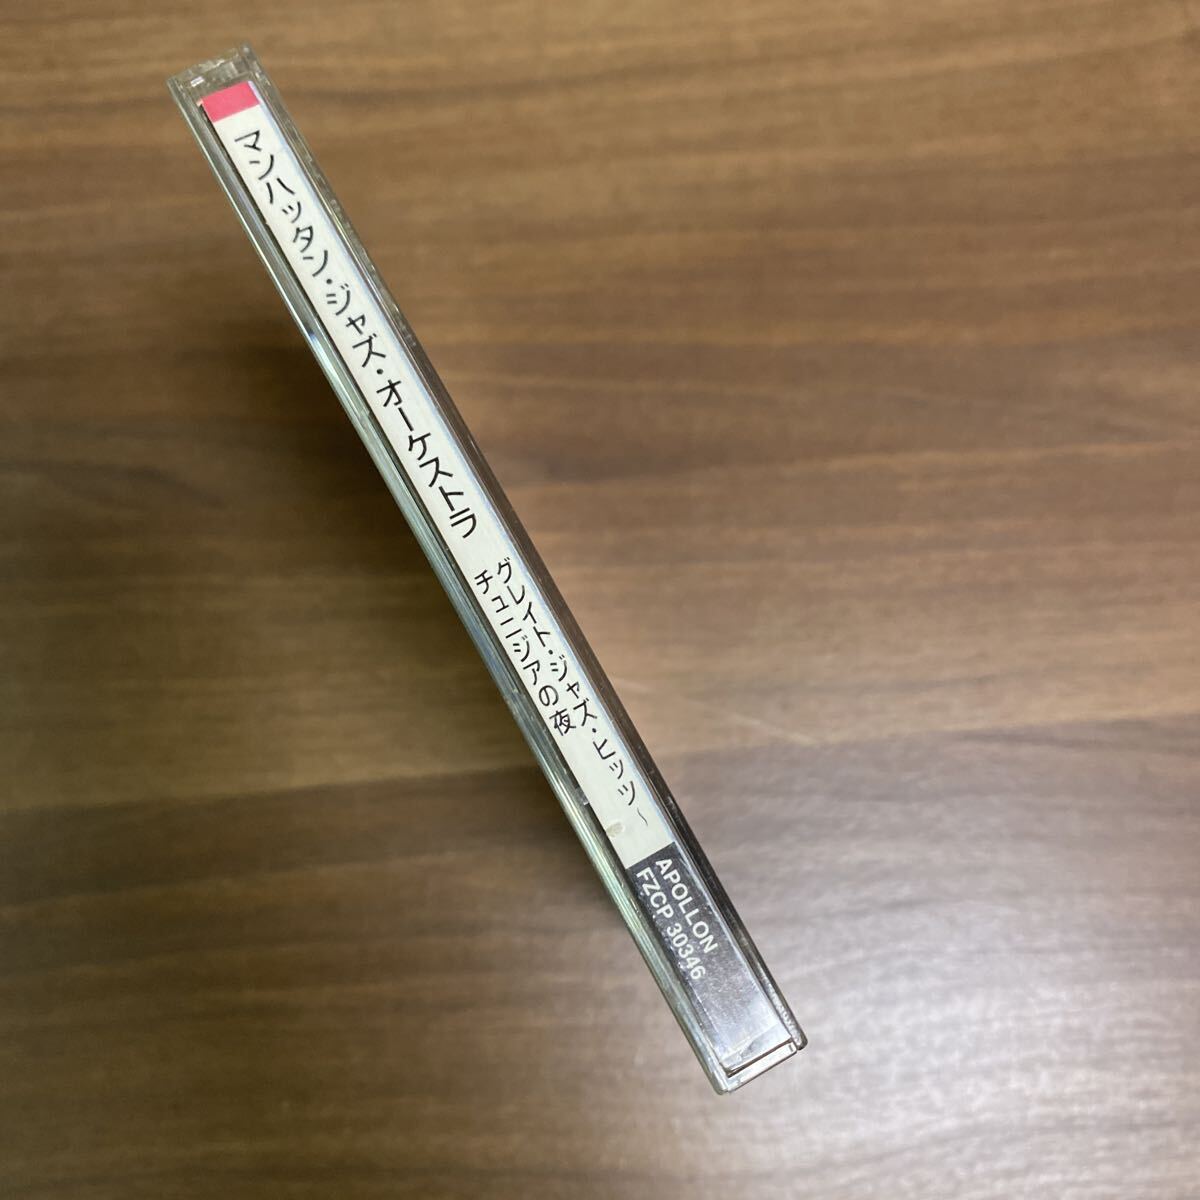 マンハッタン・ジャズ・オーケストラ
グレイト・ジャズ・ヒッツ～
チュニジアの夜
APOLLON
FZCP 30346